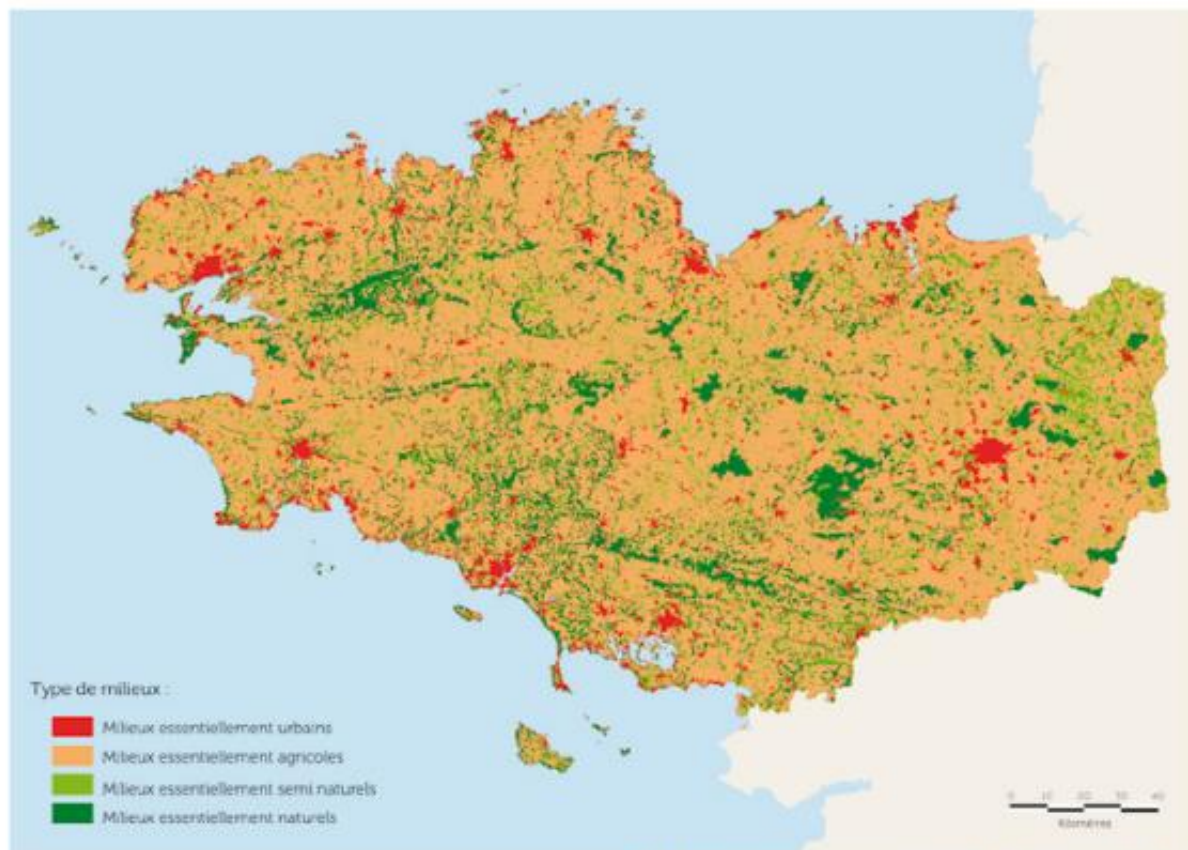 Type de milieux :
Milieux essentiellement urbains
Milieux essentiellement agricoles
Milieux essentiellement semi naturels
Milieux essentiellement naturels
0 10 20 30 40
Kilomètres